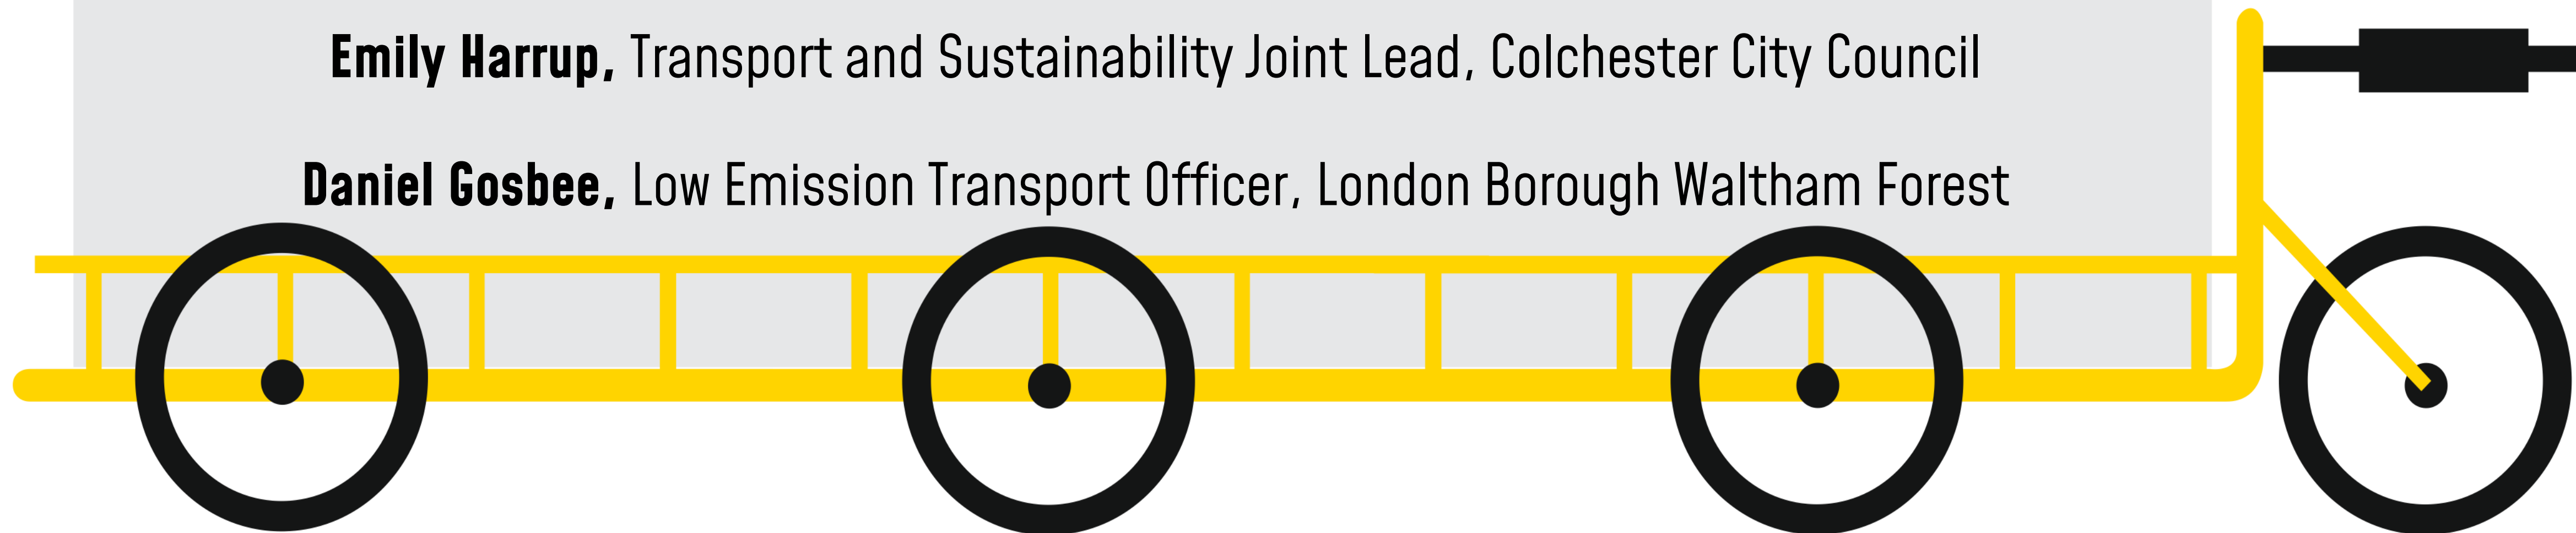 Emily Harrup, Transport and Sustainability Joint Lead, Colchester City Council
Daniel Gosbee, Low Emission Transport Officer, London Borough Waltham Forest